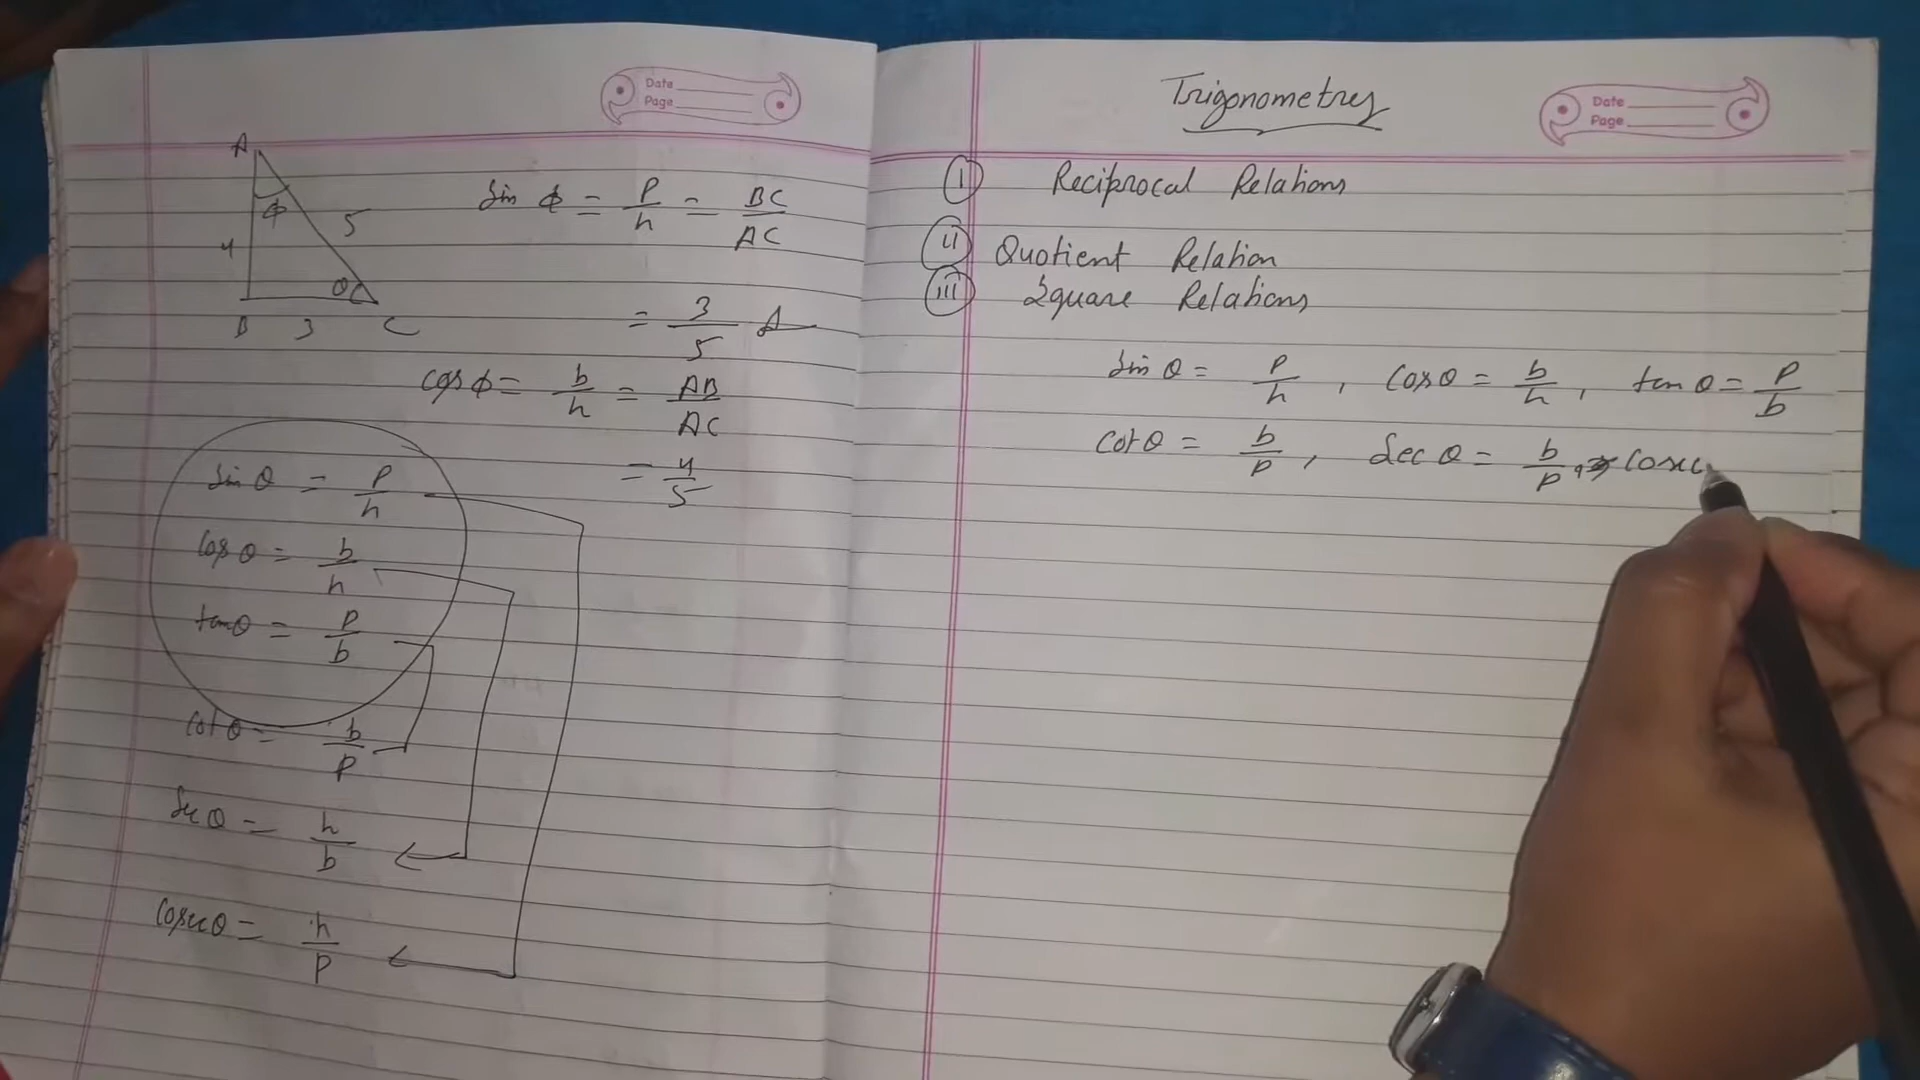 Date
Page
A
ϕ
5
4
θ
B 3 C
Sin ϕ = P/h = BC/AC
= 3/5 A
cos ϕ = b/h = AB/AC
= 4/5
Sin θ = P/h
Cos θ = b/h
tan θ = P/b
cot θ = b/P
Sec θ = h/b
Cosec θ = h/P
Trigonometry
Date
Page
I Reciprocal Relations
II Quotient Relation
III Square Relations
Sin θ = P/h , Cos θ = b/h , tan θ = P/b
Cot θ = b/P , Sec θ = b/P , Cosec